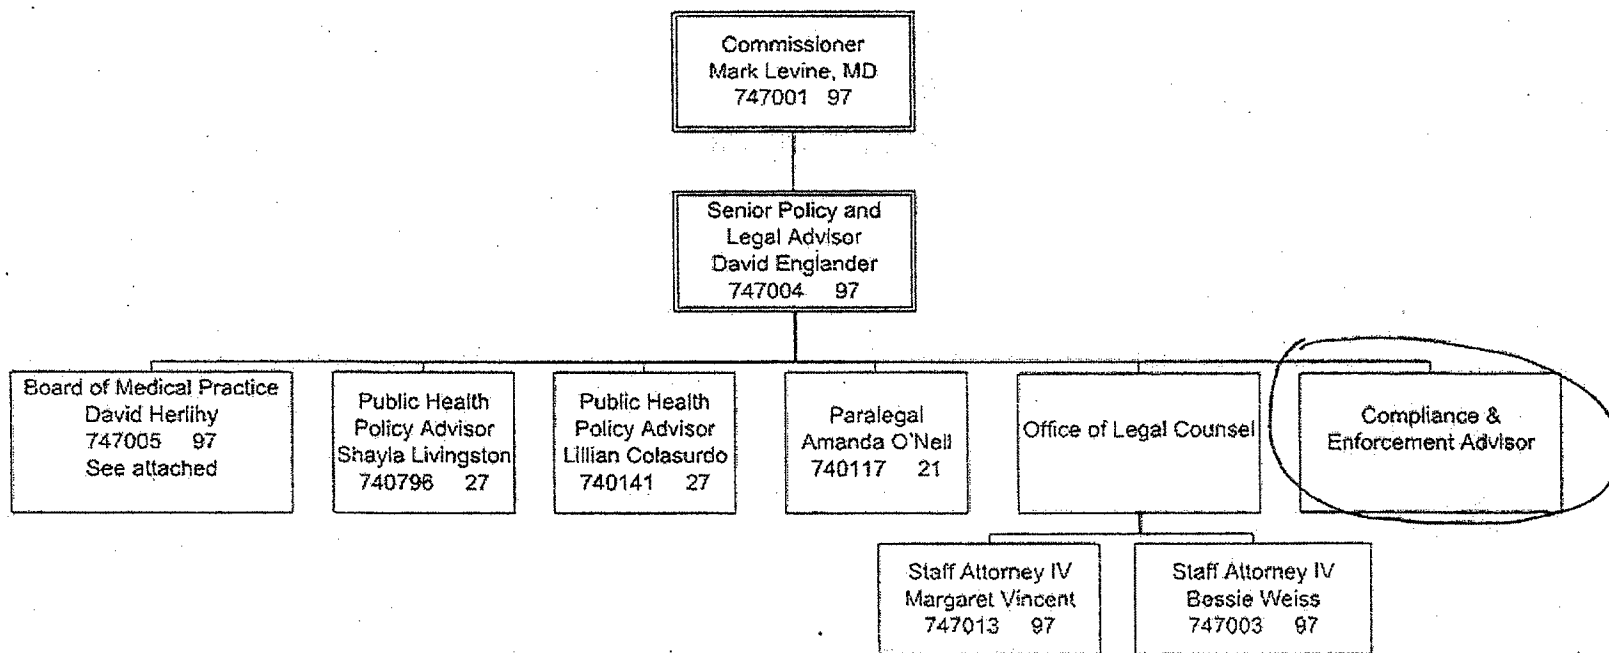 Commissioner
Mark Levine, MD
747001 97
Senior Policy and
Legal Advisor
David Englander
747004 97
Board of Medical Practice
David Herlihy
747005 97
See attached
Public Health
Policy Advisor
Shayla Livingston
740796 27
Public Health
Policy Advisor
Lillian Colasurdo
740141 27
Paralegal
Amanda O'Neil
740117 21
Office of Legal Counsel
Compliance &
Enforcement Advisor
Staff Attorney IV
Margaret Vincent
747013 97
Staff Attorney IV
Bessie Weiss
747003 97